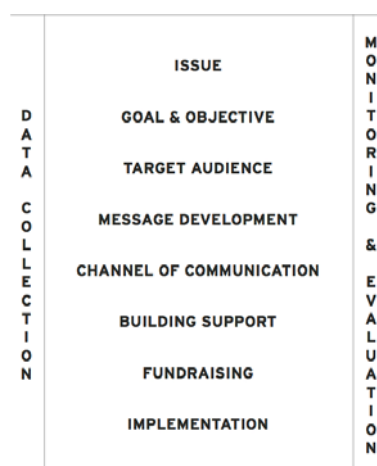 DATA COLLECTION
ISSUE
GOAL & OBJECTIVE
TARGET AUDIENCE
MESSAGE DEVELOPMENT
CHANNEL OF COMMUNICATION
BUILDING SUPPORT
FUNDRAISING
IMPLEMENTATION
MONITORING & EVALUATION